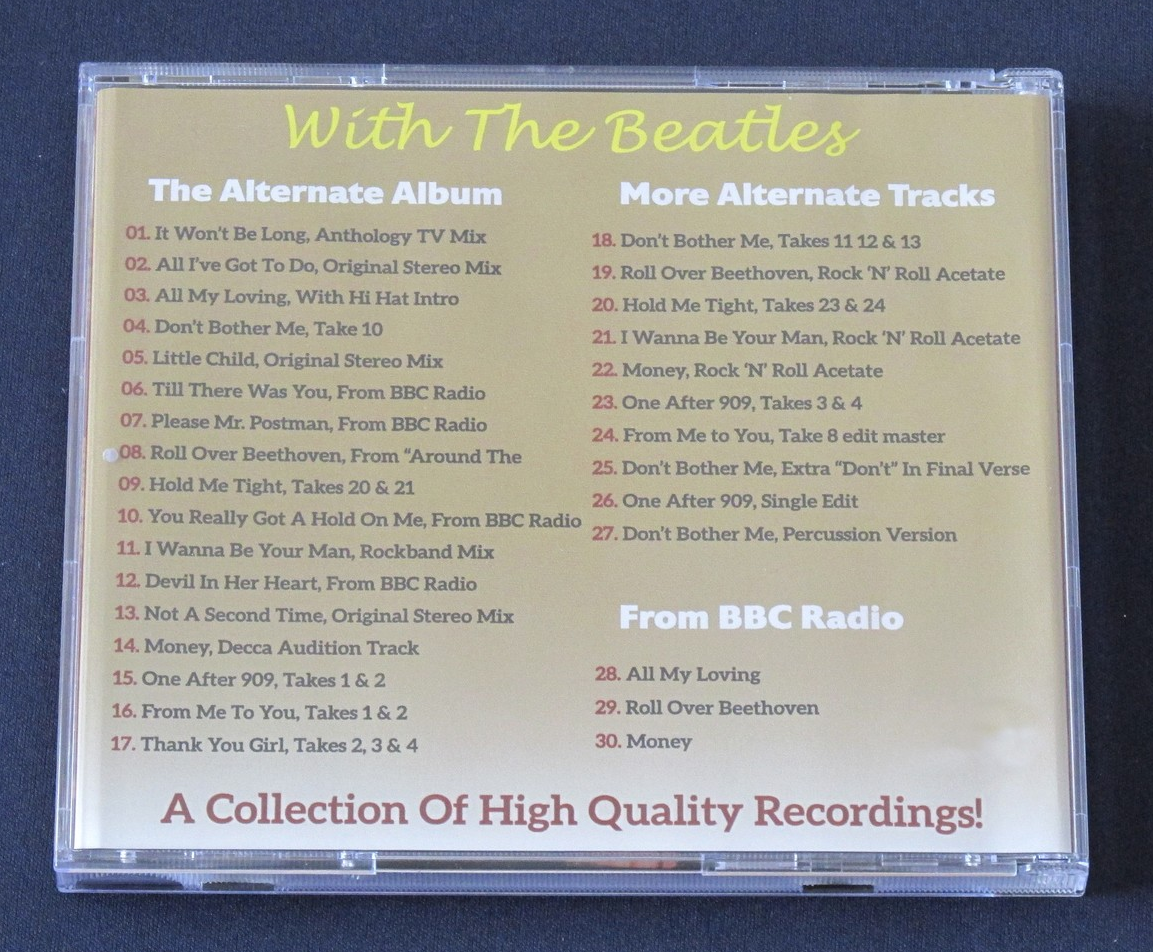 With The Beatles
The Alternate Album
01. It Won't Be Long, Anthology TV Mix
02. All I've Got To Do, Original Stereo Mix
03. All My Loving, With Hi Hat Intro
04. Don't Bother Me, Take 10
05. Little Child, Original Stereo Mix
06. Till There Was You, From BBC Radio
07. Please Mr. Postman, From BBC Radio
08. Roll Over Beethoven, From “Around The
09. Hold Me Tight, Takes 20 & 21
10. You Really Got A Hold On Me, From BBC Radio
11. I Wanna Be Your Man, Rockband Mix
12. Devil In Her Heart, From BBC Radio
13. Not A Second Time, Original Stereo Mix
14. Money, Decca Audition Track
15. One After 909, Takes 1 & 2
16. From Me To You, Takes 1 & 2
17. Thank You Girl, Takes 2, 3 & 4
More Alternate Tracks
18. Don't Bother Me, Takes 11 12 & 13
19. Roll Over Beethoven, Rock ‘N’ Roll Acetate
20. Hold Me Tight, Takes 23 & 24
21. I Wanna Be Your Man, Rock ‘N’ Roll Acetate
22. Money, Rock ‘N’ Roll Acetate
23. One After 909, Takes 3 & 4
24. From Me to You, Take 8 edit master
25. Don't Bother Me, Extra “Don't” In Final Verse
26. One After 909, Single Edit
27. Don't Bother Me, Percussion Version
From BBC Radio
28. All My Loving
29. Roll Over Beethoven
30. Money
A Collection Of High Quality Recordings!